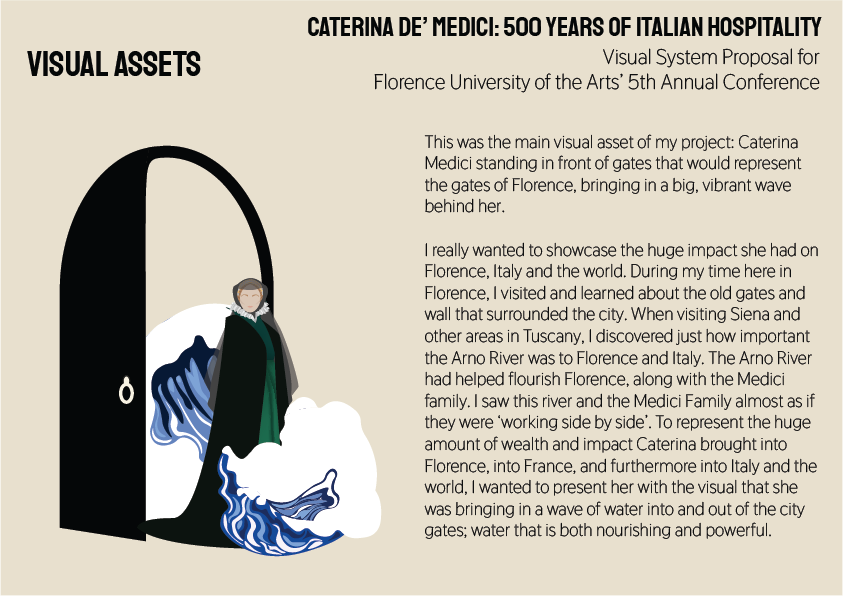 CATERINA DE’ MEDICI: 500 YEARS OF ITALIAN HOSPITALITY
VISUAL ASSETS
Visual System Proposal for
Florence University of the Arts’ 5th Annual Conference
This was the main visual asset of my project: Caterina
Medici standing in front of gates that would represent
the gates of Florence, bringing in a big, vibrant wave
behind her.
I really wanted to showcase the huge impact she had on
Florence, Italy and the world. During my time here in
Florence, I visited and learned about the old gates and
wall that surrounded the city. When visiting Siena and
other areas in Tuscany, I discovered just how important
the Arno River was to Florence and Italy. The Arno River
had helped flourish Florence, along with the Medici
family. I saw this river and the Medici Family almost as if
they were ‘working side by side’. To represent the huge
amount of wealth and impact Caterina brought into
Florence, into France, and furthermore into Italy and the
world, I wanted to present her with the visual that she
was bringing in a wave of water into and out of the city
gates; water that is both nourishing and powerful.